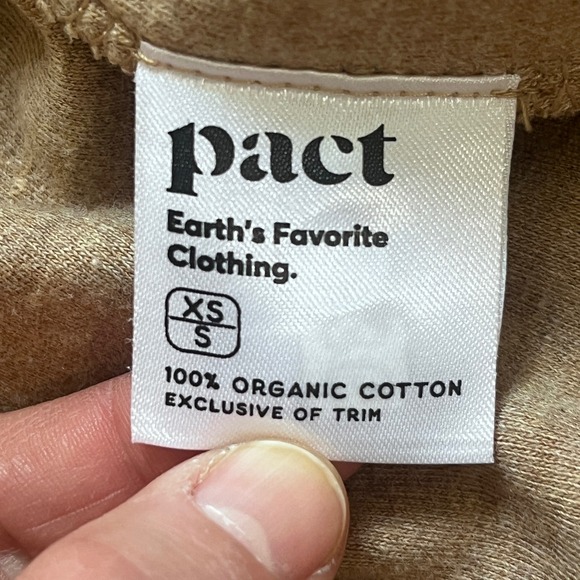 pact
Earth's Favorite
Clothing.
XS
S
100% ORGANIC COTTON
EXCLUSIVE OF TRIM